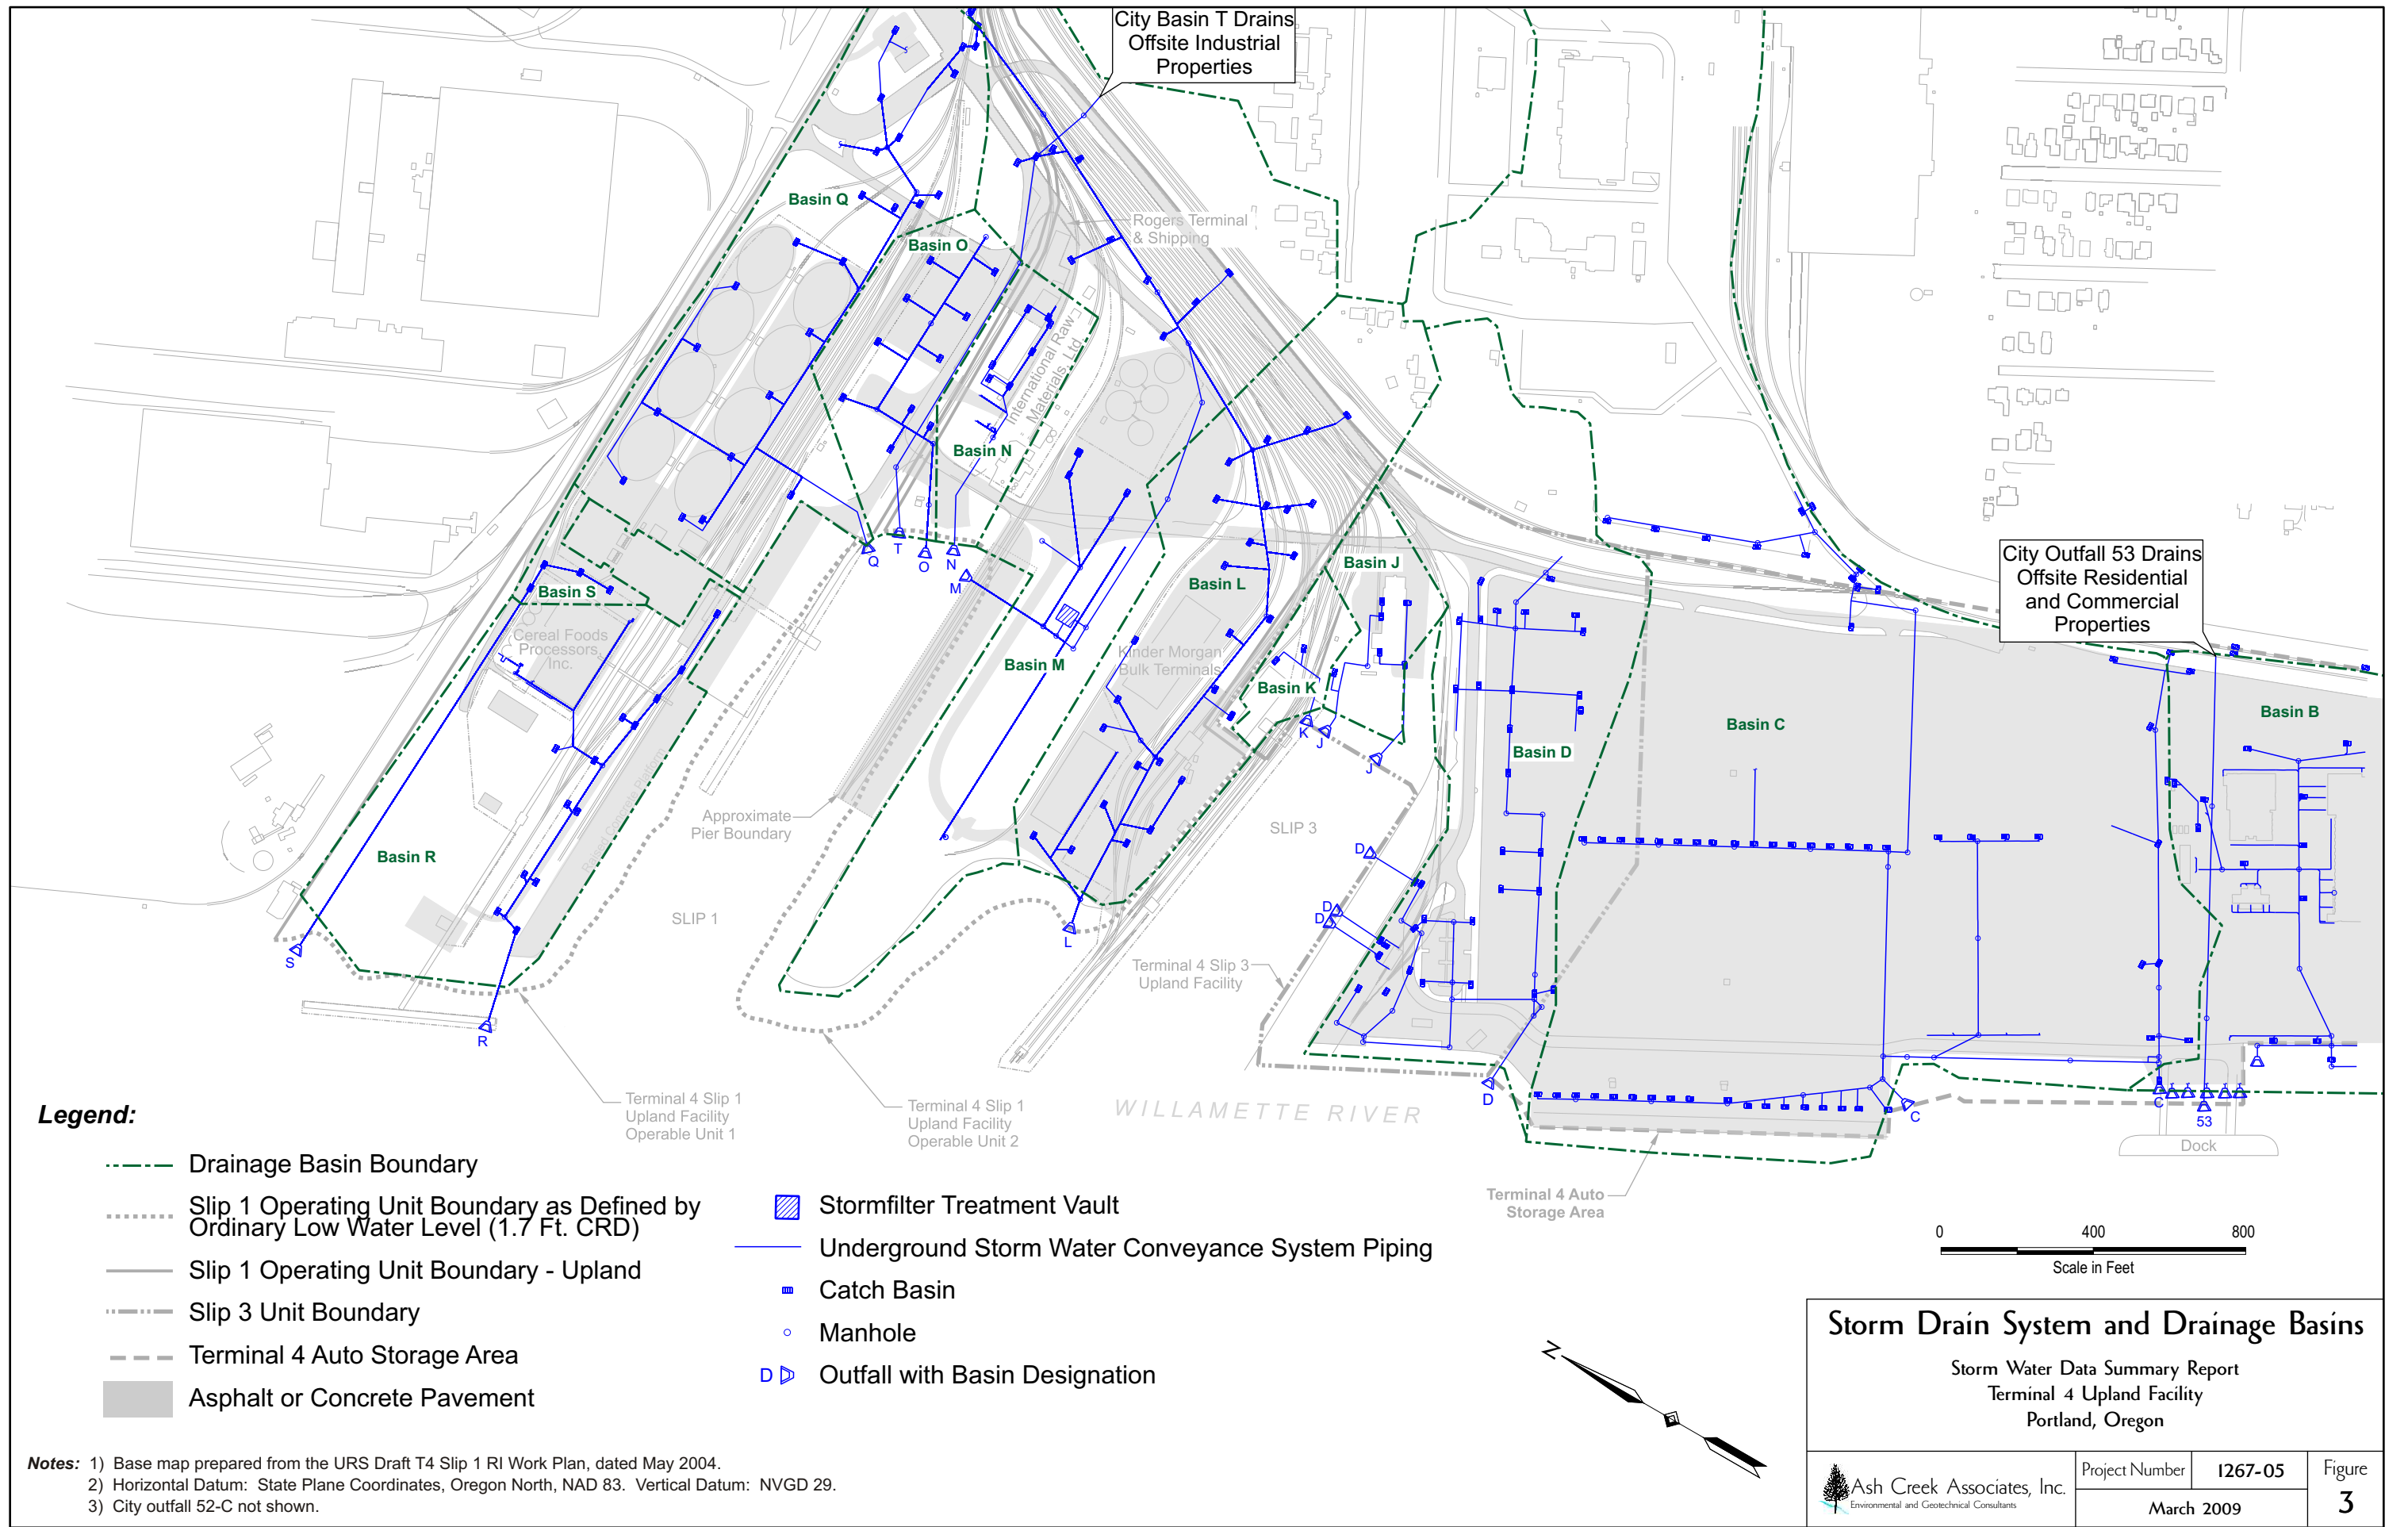 City Basin T Drains
Offsite Industrial
Properties
Basin Q
Rogers Terminal
& Shipping
Basin O
International Raw
Materials, Ltd
Basin N
Q
T
O
N
M
City Outfall 53 Drains
Offsite Residential
and Commercial
Properties
Basin J
Basin L
Basin S
Cereal Foods
Processors,
Inc.
Basin M
Kinder Morgan
Bulk Terminals
Basin K
K
J
J
Basin B
Basin C
Basin D
Raised Concrete Platform
Approximate
Pier Boundary
SLIP 3
Basin R
D
D
D
SLIP 1
L
S
Terminal 4 Slip 3
Upland Facility
R
D
C
C
53
Dock
Terminal 4 Slip 1
Upland Facility
Operable Unit 1
Terminal 4 Slip 1
Upland Facility
Operable Unit 2
WILLAMETTE RIVER
Terminal 4 Auto
Storage Area
Legend:
Drainage Basin Boundary
Slip 1 Operating Unit Boundary as Defined by
Ordinary Low Water Level (1.7 Ft. CRD)
Slip 1 Operating Unit Boundary - Upland
Slip 3 Unit Boundary
Terminal 4 Auto Storage Area
Asphalt or Concrete Pavement
Stormfilter Treatment Vault
Underground Storm Water Conveyance System Piping
Catch Basin
Manhole
D Outfall with Basin Designation
0 400 800
Scale in Feet
N
Storm Drain System and Drainage Basins
Storm Water Data Summary Report
Terminal 4 Upland Facility
Portland, Oregon
Ash Creek Associates, Inc.
Environmental and Geotechnical Consultants
Project Number 1267-05
March 2009
Figure
3
Notes: 1) Base map prepared from the URS Draft T4 Slip 1 RI Work Plan, dated May 2004.
2) Horizontal Datum: State Plane Coordinates, Oregon North, NAD 83. Vertical Datum: NVGD 29.
3) City outfall 52-C not shown.